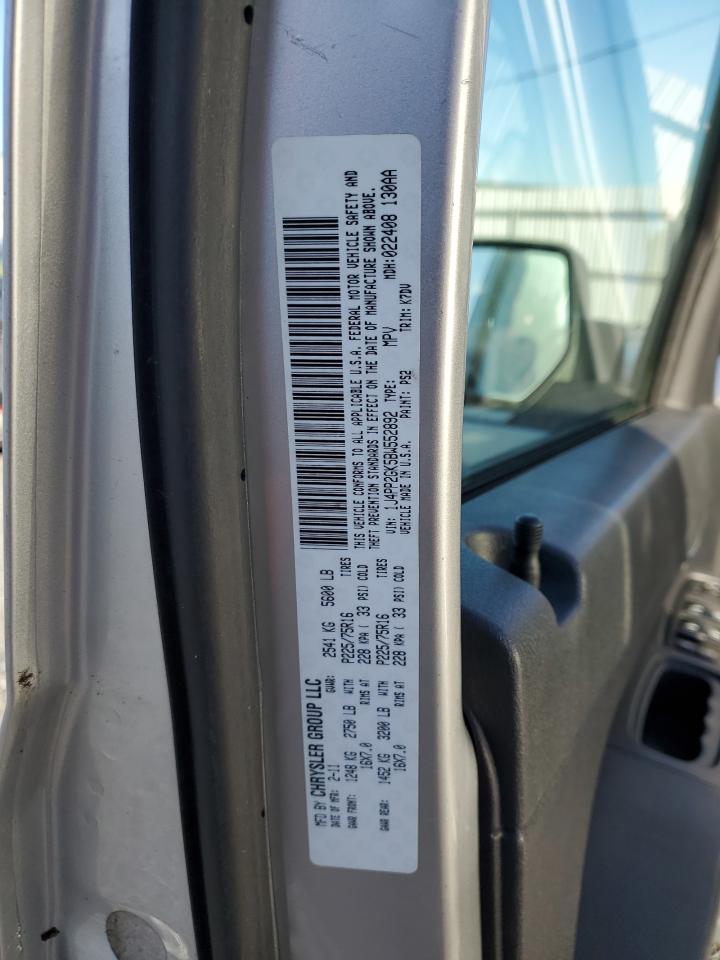 MFD BY CHRYSLER GROUP LLC
DATE OF MFR: 2-11 GVWR: 2541 KG 5600 LB
GAWR FRONT: 1248 KG 2750 LB WITH P225/75R16 TIRES
16X7.0 RIMS AT 228 KPA ( 33 PSI) COLD
GAWR REAR: 1452 KG 3200 LB WITH P225/75R16 TIRES
16X7.0 RIMS AT 228 KPA ( 33 PSI) COLD
THIS VEHICLE CONFORMS TO ALL APPLICABLE U.S.A. FEDERAL MOTOR VEHICLE SAFETY AND
THEFT PREVENTION STANDARDS IN EFFECT ON THE DATE OF MANUFACTURE SHOWN ABOVE.
VIN: 1J4PP2GK5BW552892 TYPE: MPV MDH:022408 130AA
VEHICLE MADE IN U.S.A. PAINT: PS2 TRIM: K7DV